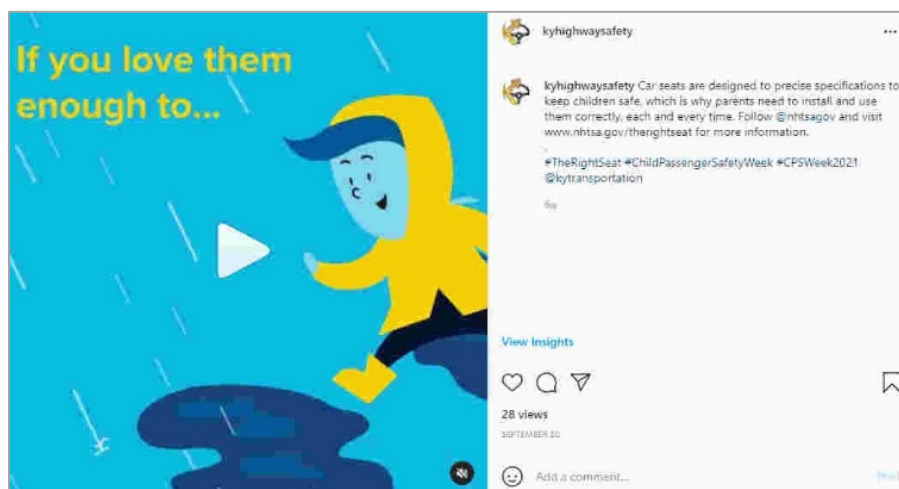 If you love them
enough to...
kyhighwaysafety
kyhighwaysafety Car seats are designed to precise specifications to
keep children safe, which is why parents need to install and use
them correctly, each and every time. Follow @nhtsagov and visit
www.nhtsa.gov/therightseat for more information.
.
#TheRightSeat #ChildPassengerSafetyWeek #CPSWeek2021
@kytransportation
View Insights
28 views
SEPTEMBER 20
Add a comment...